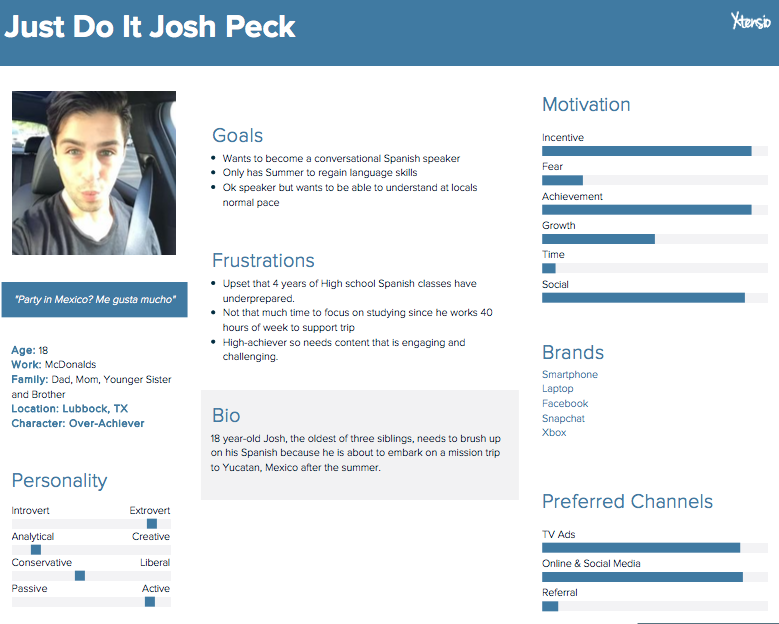 Just Do It Josh Peck
Xtensio
"Party in Mexico? Me gusta mucho"
Age: 18
Work: McDonalds
Family: Dad, Mom, Younger Sister
and Brother
Location: Lubbock, TX
Character: Over-Achiever
Personality
Introvert Extrovert
Analytical Creative
Conservative Liberal
Passive Active
Goals
Wants to become a conversational Spanish speaker
Only has Summer to regain language skills
Ok speaker but wants to be able to understand at locals
normal pace
Frustrations
Upset that 4 years of High school Spanish classes have
underprepared.
Not that much time to focus on studying since he works 40
hours of week to support trip
High-achiever so needs content that is engaging and
challenging.
Bio
18 year-old Josh, the oldest of three siblings, needs to brush up
on his Spanish because he is about to embark on a mission trip
to Yucatan, Mexico after the summer.
Motivation
Incentive
Fear
Achievement
Growth
Time
Social
Brands
Smartphone
Laptop
Facebook
Snapchat
Xbox
Preferred Channels
TV Ads
Online & Social Media
Referral